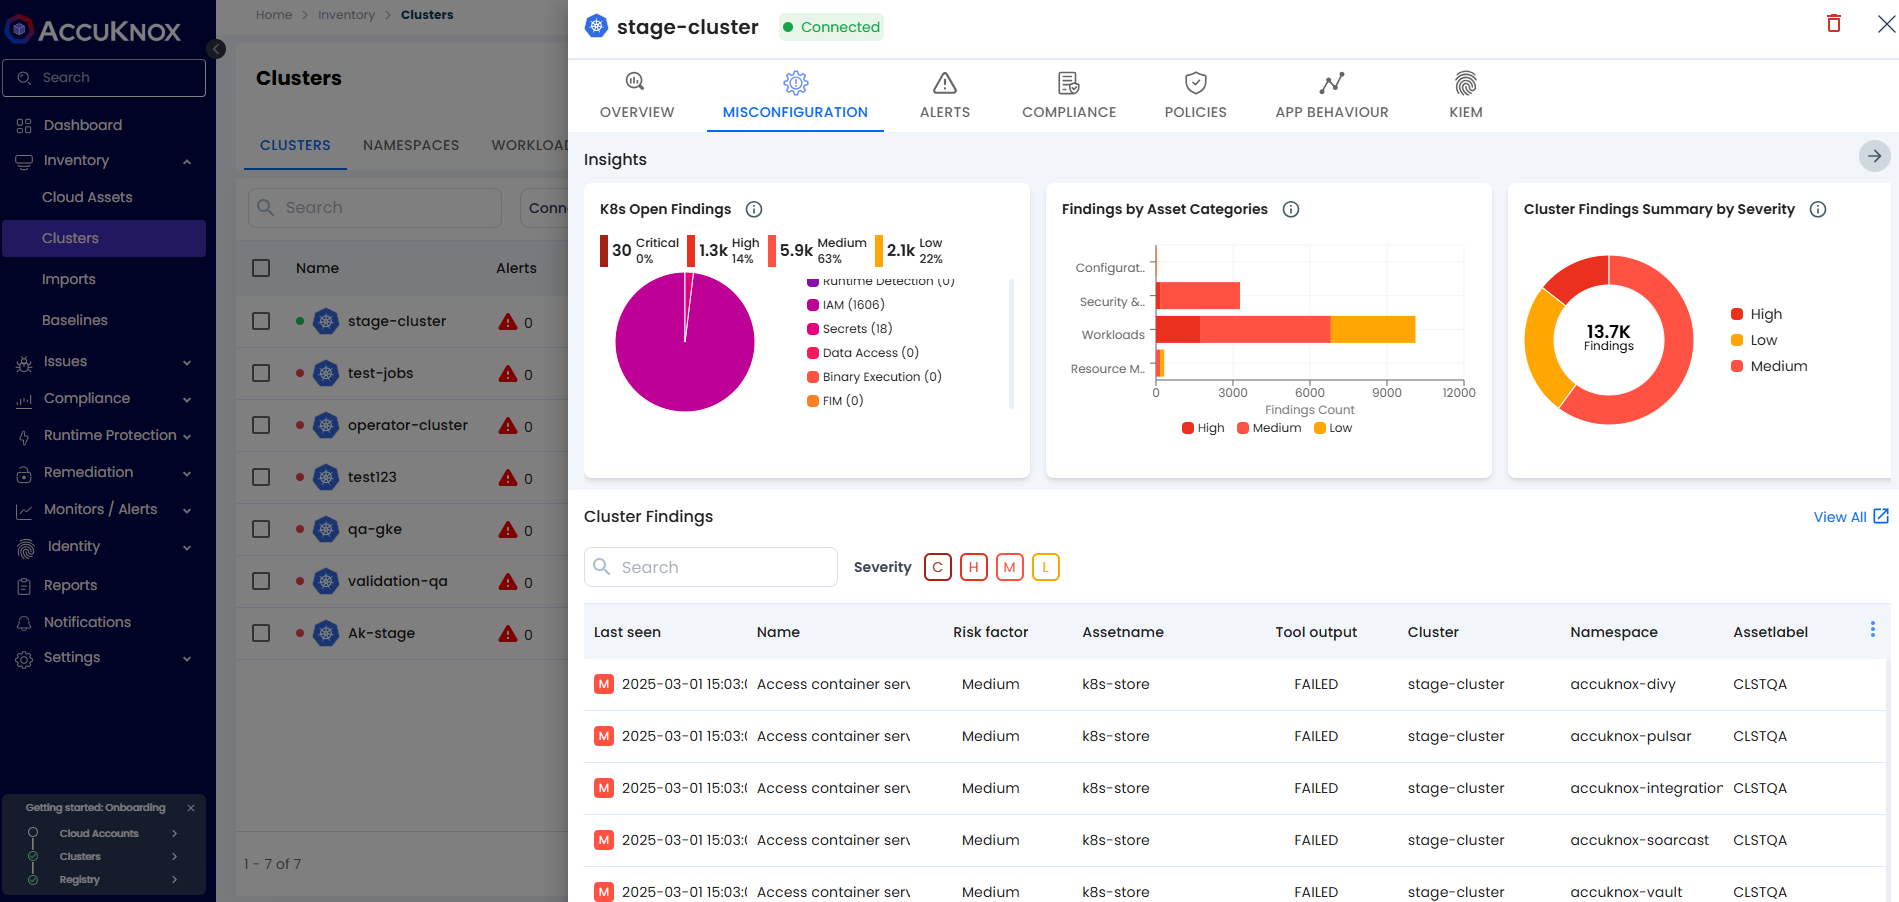 ACCUKNOX
Search
Dashboard
Inventory
Cloud Assets
Clusters
Imports
Baselines
Issues
Compliance
Runtime Protection
Remediation
Monitors / Alerts
Identity
Reports
Notifications
Settings
Getting started: Onboarding
Cloud Accounts
Clusters
Registry
Home > Inventory > Clusters
Clusters
CLUSTERS NAMESPACES WORKLOAD
Search Conn
Name Alerts
stage-cluster 0
test-jobs 0
operator-cluster 0
test123 0
qa-gke 0
validation-qa 0
Ak-stage 0
1 - 7 of 7
stage-cluster Connected
OVERVIEW MISCONFIGURATION ALERTS COMPLIANCE POLICIES APP BEHAVIOUR KIEM
Insights
K8s Open Findings
30 Critical 0% 1.3k High 14% 5.9k Medium 63% 2.1k Low 22%
Runtime Detection (0)
IAM (1606)
Secrets (18)
Data Access (0)
Binary Execution (0)
FIM (0)
Findings by Asset Categories
Configurat..
Security &..
Workloads
Resource M..
0 3000 6000 9000 12000
Findings Count
High Medium Low
Cluster Findings Summary by Severity
13.7K
Findings
High
Low
Medium
Cluster Findings View All
Search Severity C H M L
Last seen Name Risk factor Assetname Tool output Cluster Namespace Assetlabel
M 2025-03-01 15:03:0 Access container serv Medium k8s-store FAILED stage-cluster accuknox-divy CLSTQA
M 2025-03-01 15:03:0 Access container serv Medium k8s-store FAILED stage-cluster accuknox-pulsar CLSTQA
M 2025-03-01 15:03:0 Access container serv Medium k8s-store FAILED stage-cluster accuknox-integration CLSTQA
M 2025-03-01 15:03:0 Access container serv Medium k8s-store FAILED stage-cluster accuknox-soarcast CLSTQA
M 2025-03-01 15:03:0 Access container serv Medium k8s-store FAILED stage-cluster accuknox-vault CLSTQA